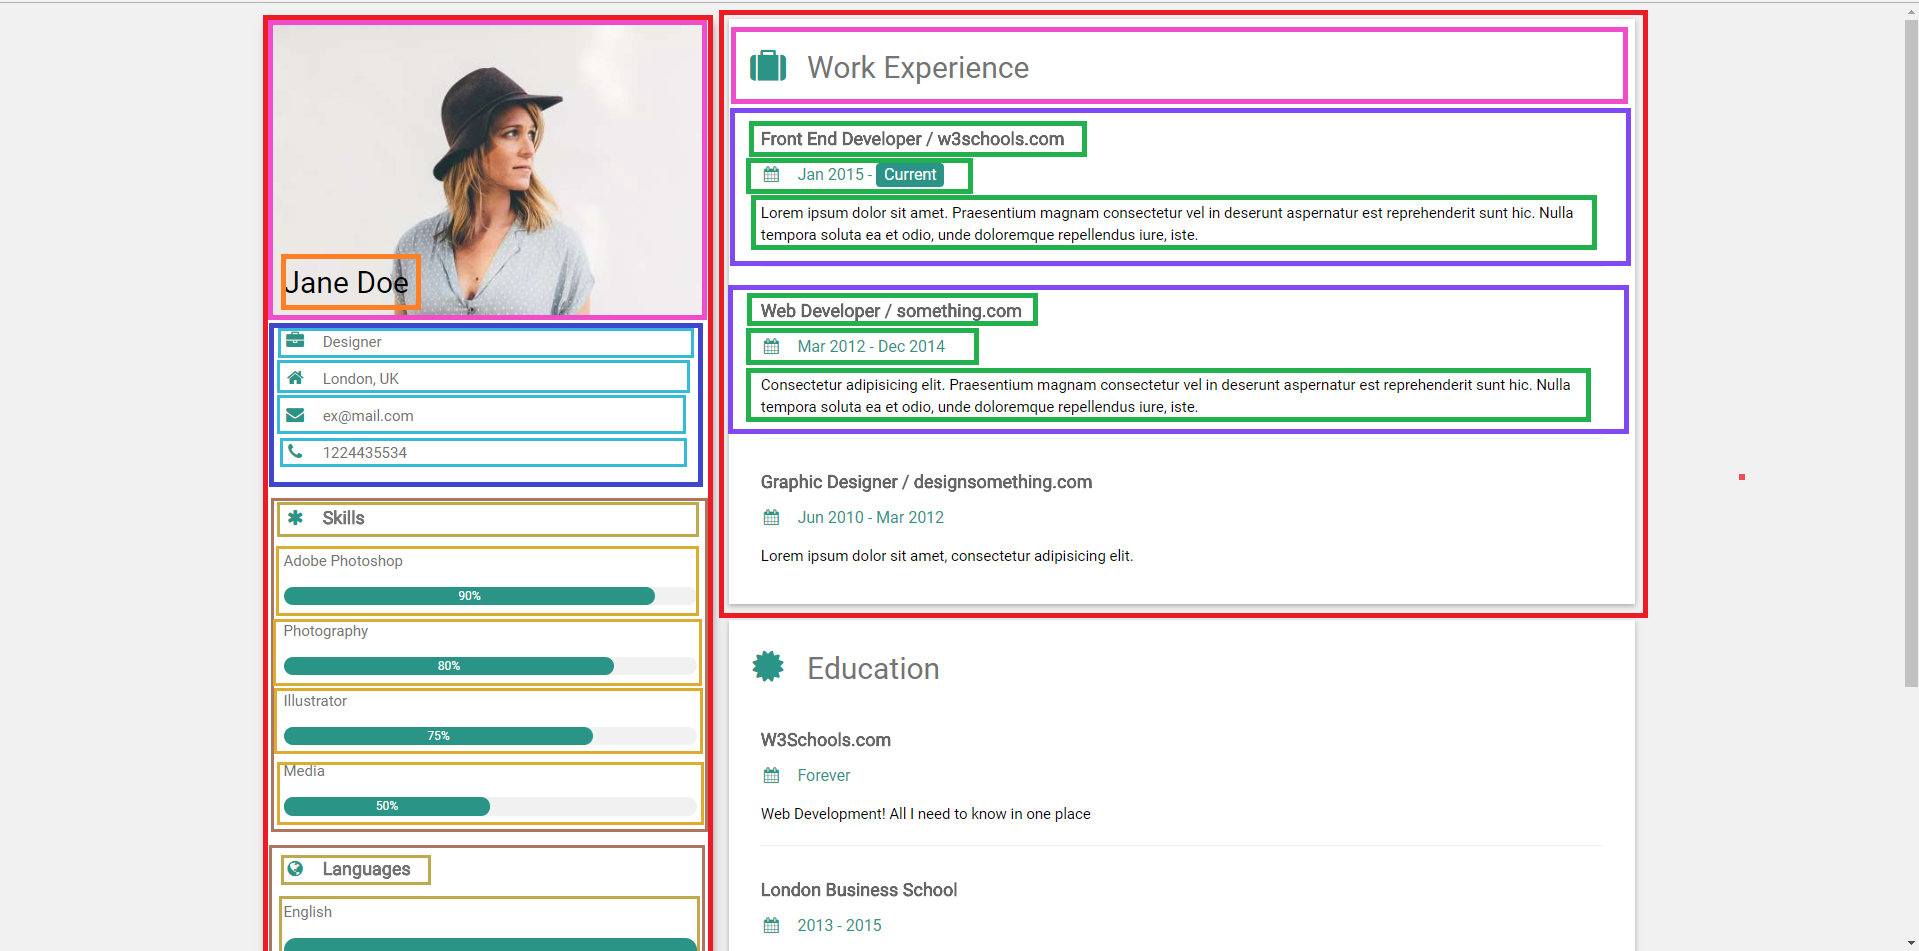 Jane Doe
Designer
London, UK
ex@mail.com
1224435534
Skills
Adobe Photoshop
90%
Photography
80%
Illustrator
75%
Media
50%
Languages
English
Work Experience
Front End Developer / w3schools.com
Jan 2015 - Current
Lorem ipsum dolor sit amet. Praesentium magnam consectetur vel in deserunt aspernatur est reprehenderit sunt hic. Nulla
tempora soluta ea et odio, unde doloremque repellendus iure, iste.
Web Developer / something.com
Mar 2012 - Dec 2014
Consectetur adipisicing elit. Praesentium magnam consectetur vel in deserunt aspernatur est reprehenderit sunt hic. Nulla
tempora soluta ea et odio, unde doloremque repellendus iure, iste.
Graphic Designer / designsomething.com
Jun 2010 - Mar 2012
Lorem ipsum dolor sit amet, consectetur adipisicing elit.
Education
W3Schools.com
Forever
Web Development! All I need to know in one place
London Business School
2013 - 2015